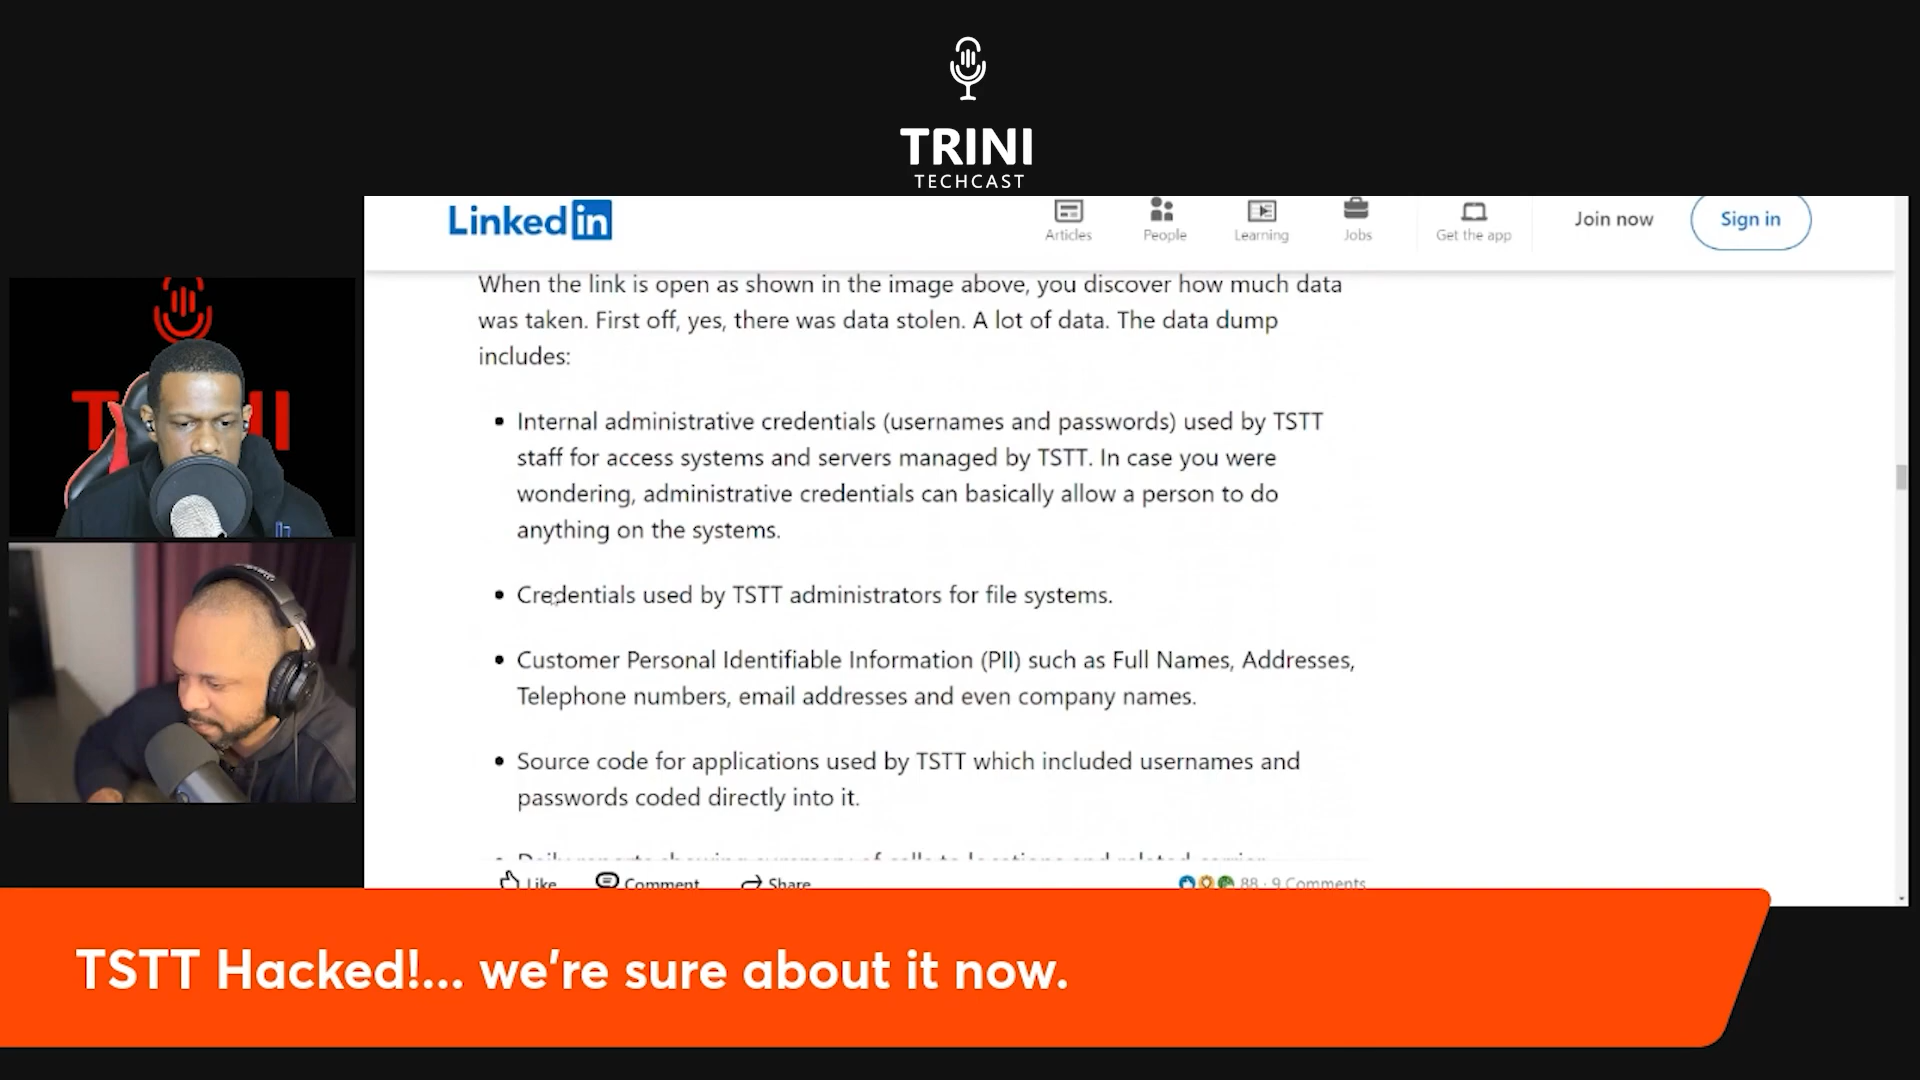 TRINI
TECHCAST
Linked in
Articles
People
Learning
Jobs
Get the app
Join now
Sign in
When the link is open as shown in the image above, you discover how much data
was taken. First off, yes, there was data stolen. A lot of data. The data dump
includes:
• Internal administrative credentials (usernames and passwords) used by TSTT
staff for access systems and servers managed by TSTT. In case you were
wondering, administrative credentials can basically allow a person to do
anything on the systems.
• Credentials used by TSTT administrators for file systems.
• Customer Personal Identifiable Information (PII) such as Full Names, Addresses,
Telephone numbers, email addresses and even company names.
• Source code for applications used by TSTT which included usernames and
passwords coded directly into it.
Like
Comment
Share
88 · 9 Comments
TSTT Hacked!... we're sure about it now.